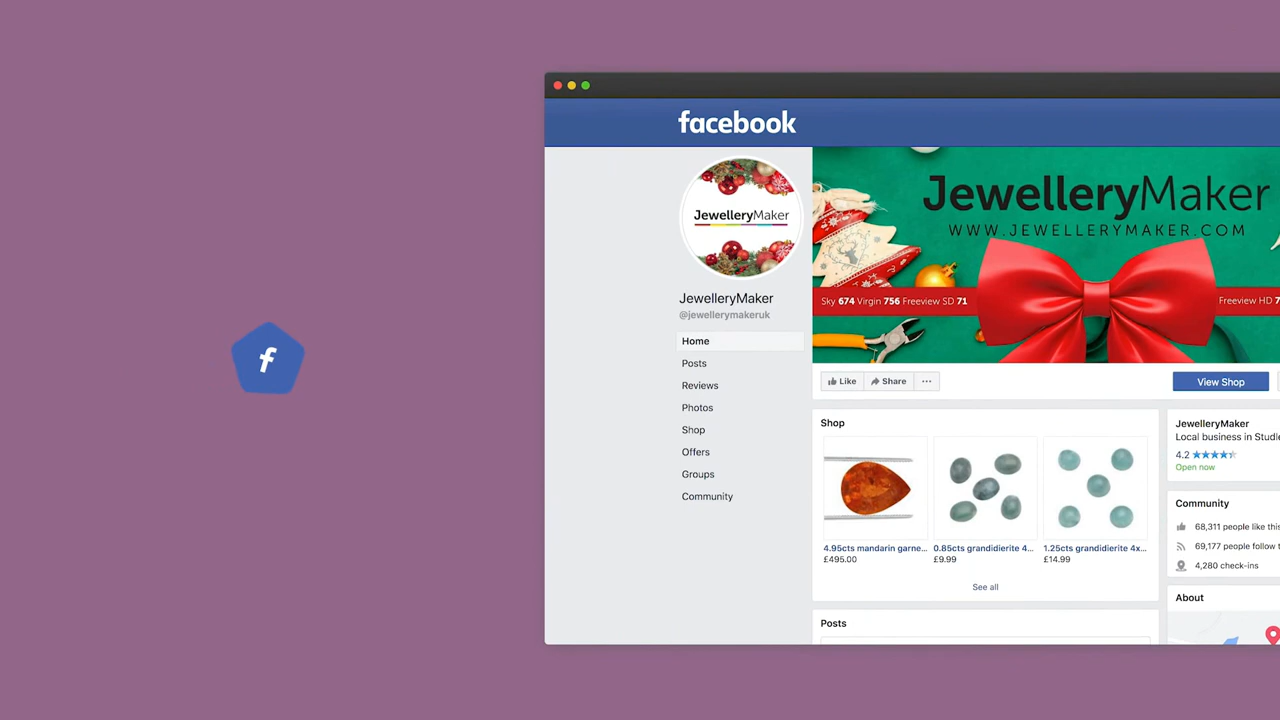 f
facebook
JewelleryMaker
JewelleryMaker
@jewellerymakeruk
Home
Posts
Reviews
Photos
Shop
Offers
Groups
Community
JewelleryMaker
WWW.JEWELLERYMAKER.COM
Sky 674 Virgin 756 Freeview SD 71
Freeview HD 7
Like
Share
...
View Shop
Shop
4.95cts mandarin garne...
£495.00
0.85cts grandidierite 4...
£9.99
1.25cts grandidierite 4x...
£14.99
See all
Posts
JewelleryMaker
Local business in Studle
4.2
Open now
Community
68,311 people like this
69,177 people follow t
4,280 check-ins
About